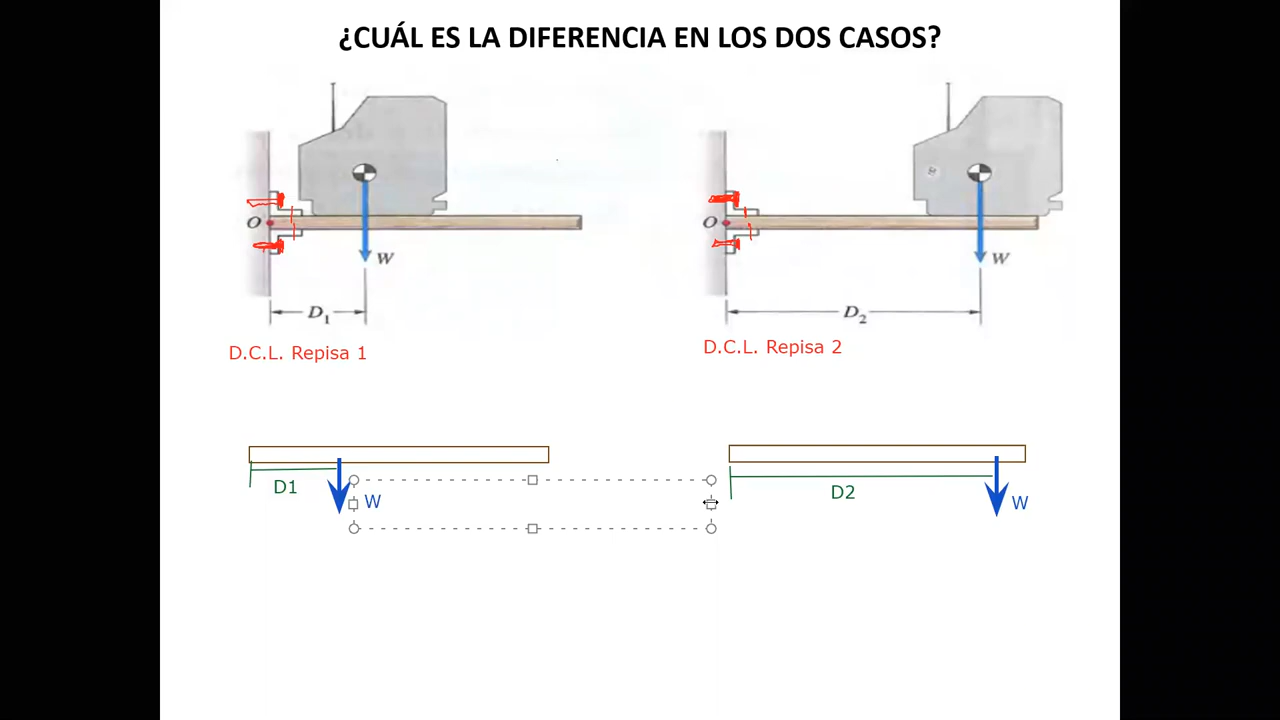 ¿CUÁL ES LA DIFERENCIA EN LOS DOS CASOS?
O
W
D₁
O
W
D₂
D.C.L. Repisa 1
D.C.L. Repisa 2
D1
W
D2
W